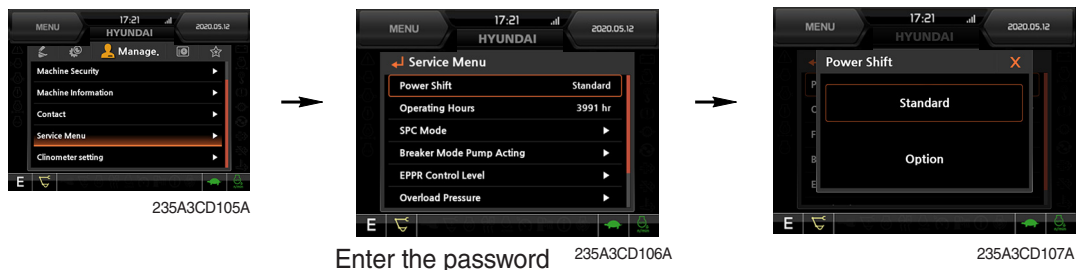 MENU 17:21 2020.05.12
HYUNDAI
Manage.
Machine Security
Machine Information
Contact
Service Menu
Clinometer setting
E
235A3CD105A
MENU 17:21 2020.05.12
HYUNDAI
Service Menu
Power Shift Standard
Operating Hours 3991 hr
SPC Mode
Breaker Mode Pump Acting
EPPR Control Level
Overload Pressure
E
Enter the password 235A3CD106A
MENU 17:21 2020.05.12
HYUNDAI
Power Shift X
Standard
Option
E
235A3CD107A